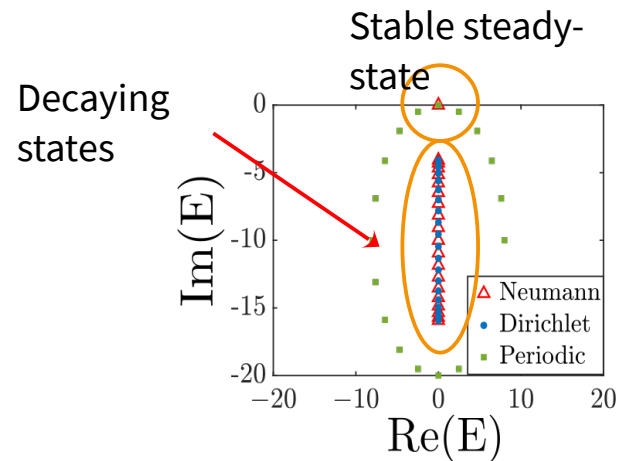 Stable steady-
state
Decaying
states
0
-5
-10
-15
-20
Im(E)
−20
−10
0
10
20
Re(E)
Neumann
Dirichlet
Periodic